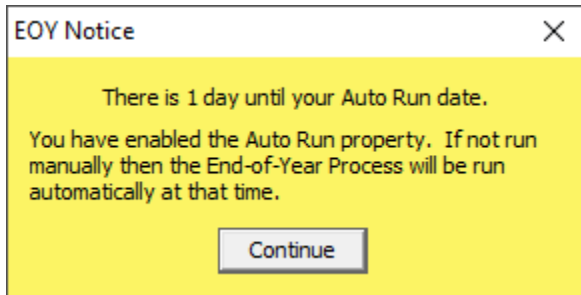 EOY Notice
There is 1 day until your Auto Run date.
You have enabled the Auto Run property.  If not run
manually then the End-of-Year Process will be run
automatically at that time.
Continue